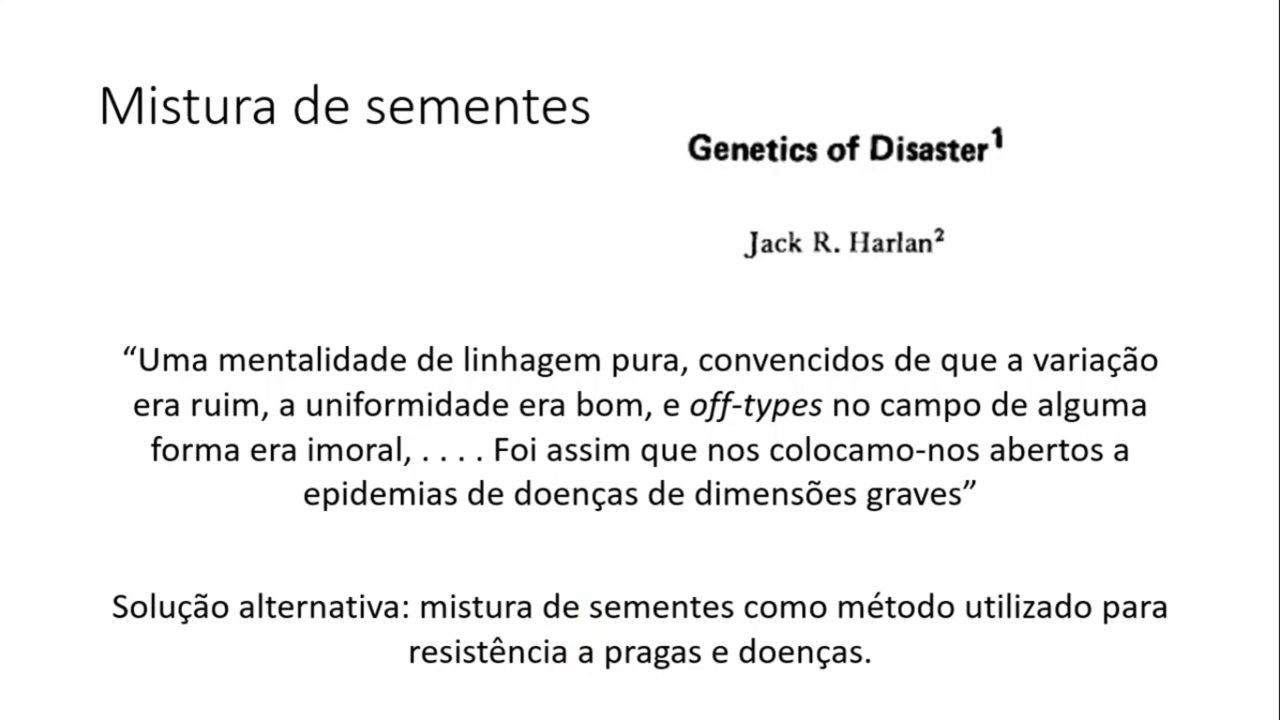 Mistura de sementes
Genetics of Disaster¹
Jack R. Harlan²
“Uma mentalidade de linhagem pura, convencidos de que a variação
era ruim, a uniformidade era bom, e off-types no campo de alguma
forma era imoral, . . . . Foi assim que nos colocamo-nos abertos a
epidemias de doenças de dimensões graves”
Solução alternativa: mistura de sementes como método utilizado para
resistência a pragas e doenças.